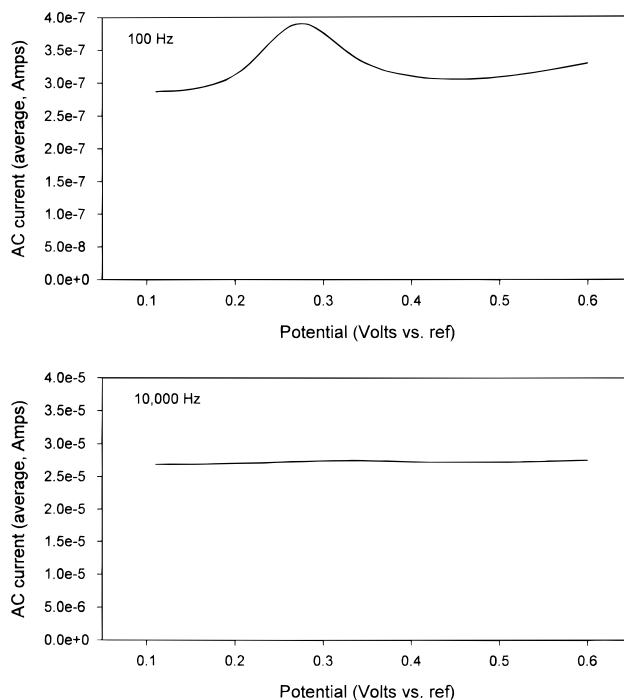 100 Hz
AC current (average, Amps)
4.0e-7
3.5e-7
3.0e-7
2.5e-7
2.0e-7
1.5e-7
1.0e-7
5.0e-8
0.0e+0
0.1 0.2 0.3 0.4 0.5 0.6
Potential (Volts vs. ref)
10,000 Hz
AC current (average, Amps)
4.0e-5
3.5e-5
3.0e-5
2.5e-5
2.0e-5
1.5e-5
1.0e-5
5.0e-6
0.0e+0
0.1 0.2 0.3 0.4 0.5 0.6
Potential (Volts vs. ref)